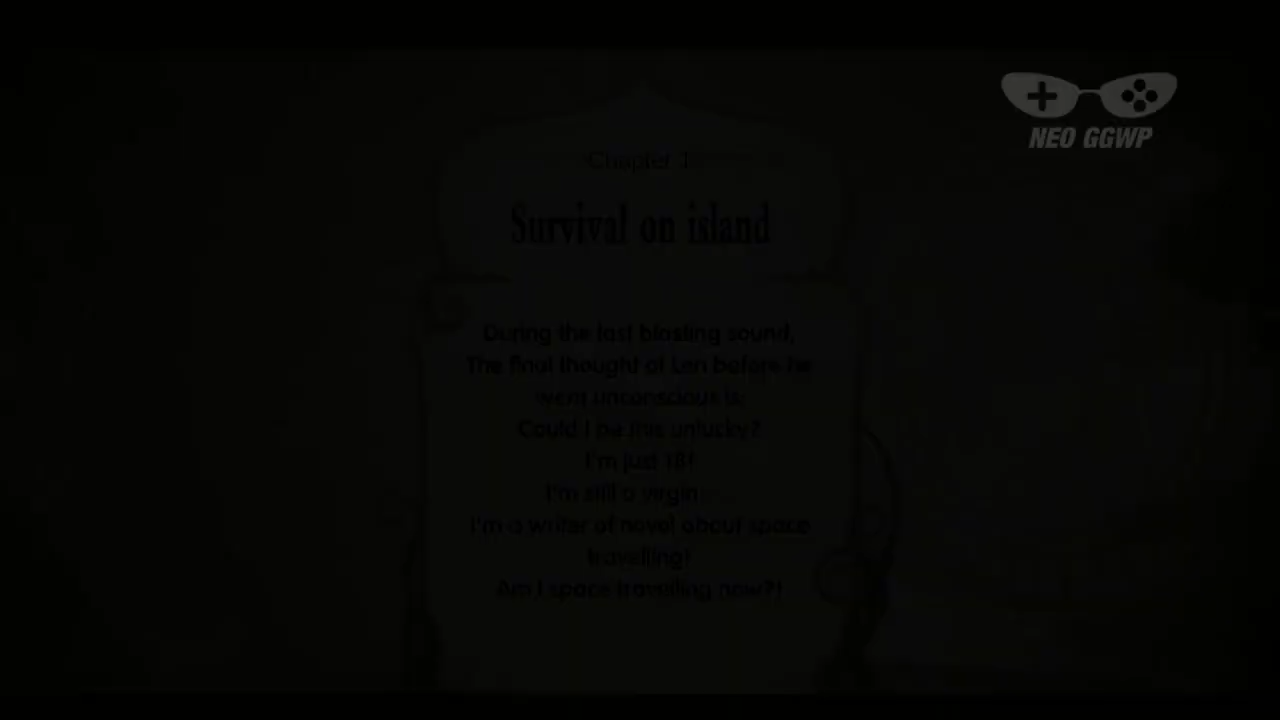 NEO GGWP
Chapter 1
Survival on island
During the last blasting sound,
The final thought of Len before he
went unconscious is:
Could I be this unlucky?
I'm just 18!
I'm still a virgin
I'm a writer of novel about space
travelling!
Am I space travelling now?!